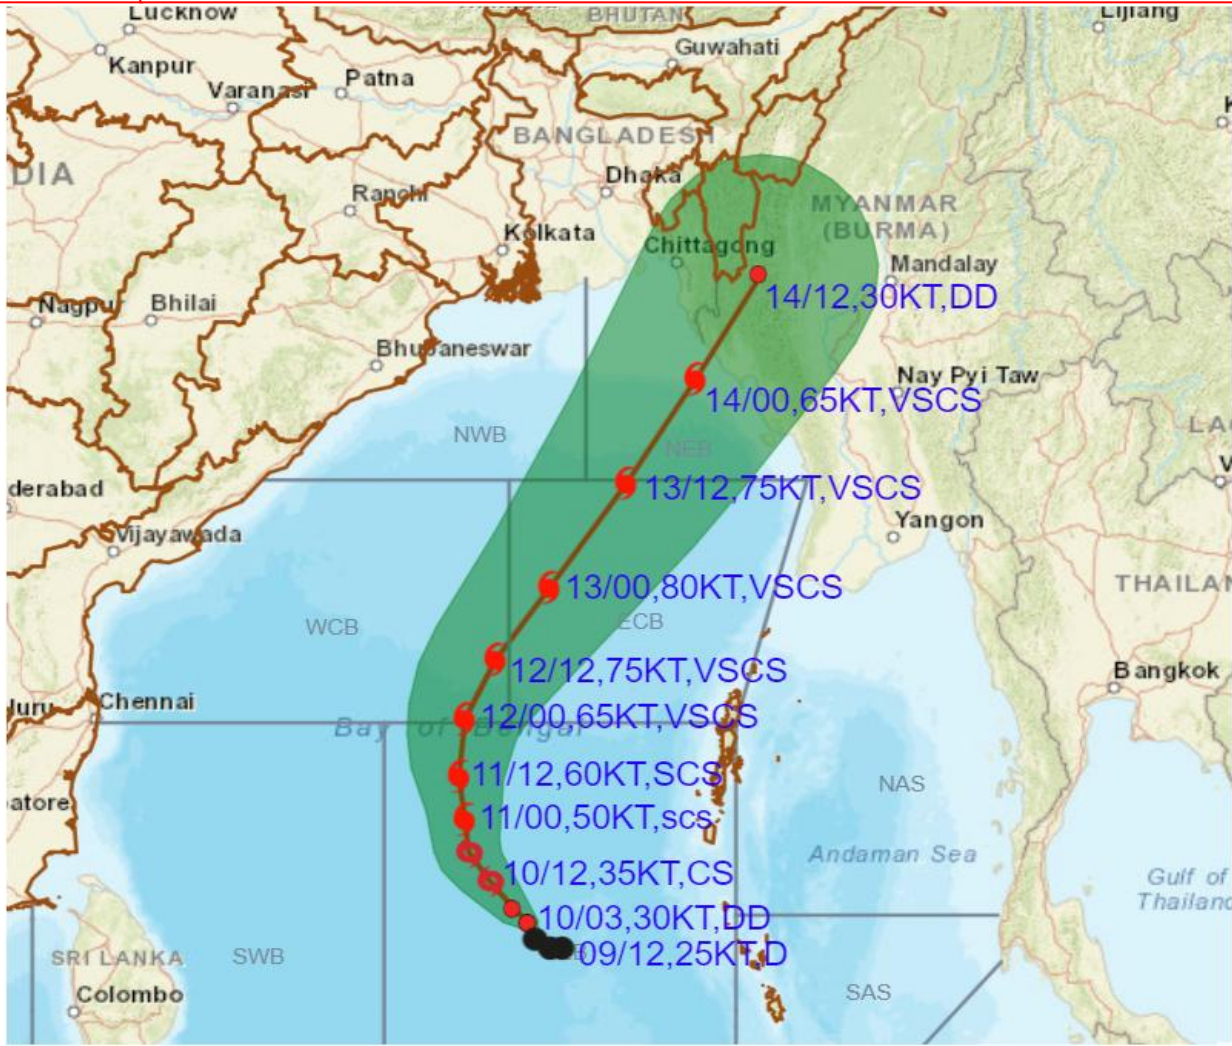 Lucknow
BHUTAN
Lijiang
Guwahati
Kanpur
Patna
Varanasi
BANGLADESH
DIA
Dhaka
Ranchi
MYANMAR
(BURMA)
Kolkata
Chittagong
Mandalay
14/12,30KT,DD
Nagpur
Bhilai
Bhubaneswar
Nay Pyi Taw
14/00,65KT,VSCS
NWB
NEB
LA
derabad
13/12,75KT,VSCS
Yangon
Vijayawada
13/00,80KT,VSCS
THAILAN
WCB
ECB
12/12,75KT,VSCS
Bangkok
luru
Chennai
12/00,65KT,VSCS
Bay of Bengal
11/12,60KT,SCS
NAS
atore
11/00,50KT,scs
Andaman Sea
10/12,35KT,CS
Gulf of
Thailand
10/03,30KT,DD
SRI LANKA
SWB
09/12,25KT,D
Colombo
SAS